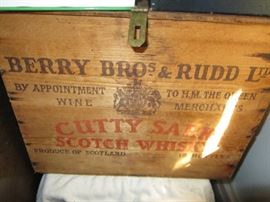 BERRY BROS & RUDD LTD
BY APPOINTMENT TO H.M. THE QUEEN
WINE MERCHANTS
CUTTY SARK
SCOTCH WHISKY
PRODUCE OF SCOTLAND